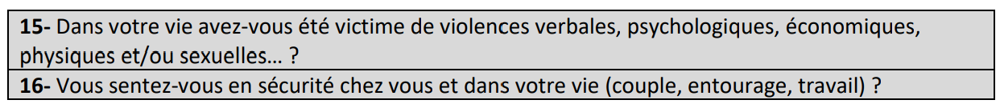 15- Dans votre vie avez-vous été victime de violences verbales, psychologiques, économiques,
physiques et/ou sexuelles… ?
16- Vous sentez-vous en sécurité chez vous et dans votre vie (couple, entourage, travail) ?